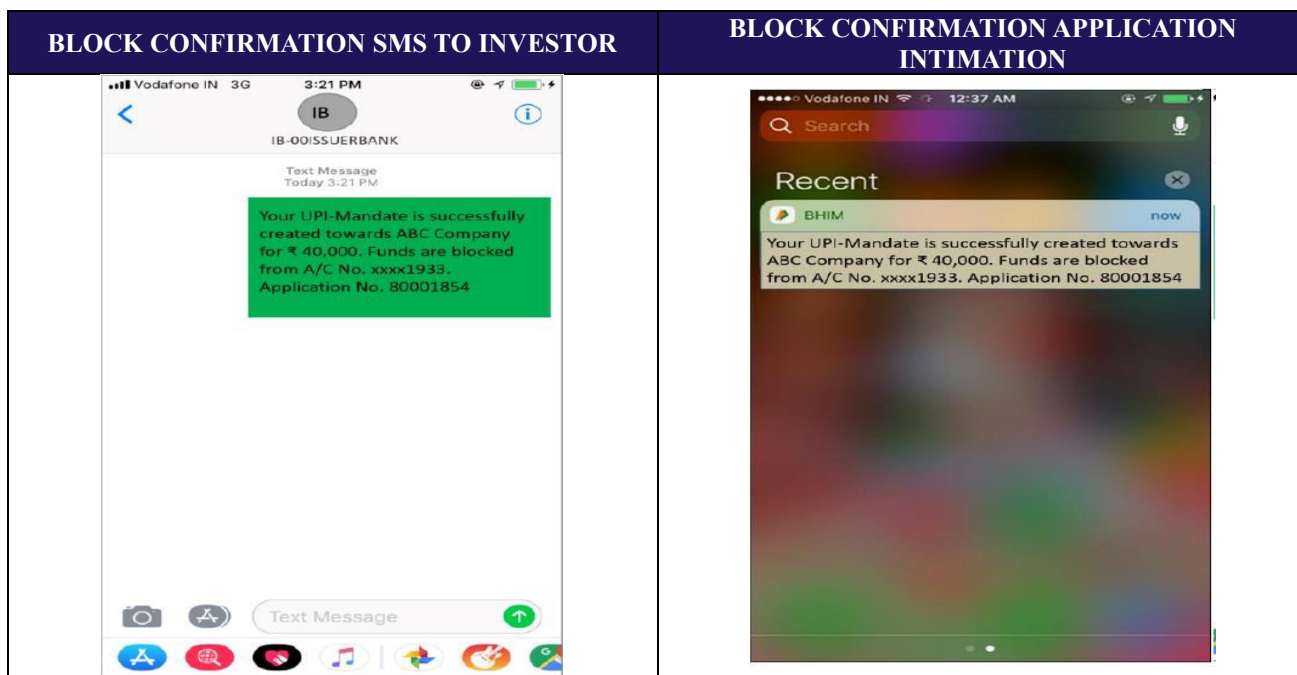 BLOCK CONFIRMATION SMS TO INVESTOR
BLOCK CONFIRMATION APPLICATION
INTIMATION
Vodafone IN 3G 3:21 PM
IB
IB-00ISSUERBANK
Text Message
Today 3:21 PM
Your UPI-Mandate is successfully
created towards ABC Company
for ₹ 40,000. Funds are blocked
from A/C No. xxxx1933.
Application No. 80001854
Text Message
Vodafone IN 12:37 AM
Search
Recent
BHIM now
Your UPI-Mandate is successfully created towards
ABC Company for ₹ 40,000. Funds are blocked
from A/C No. xxxx1933. Application No. 80001854